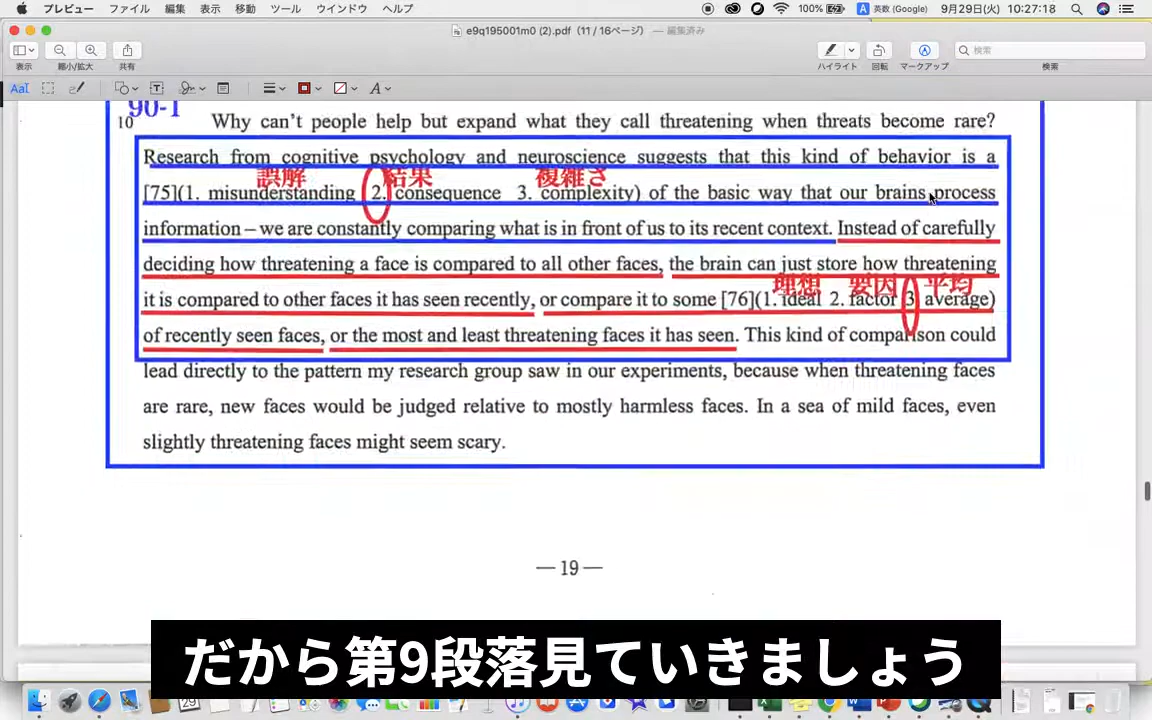 プレビュー ファイル 編集 表示 移動 ツール ウインドウ ヘルプ 100% A 英数 (Google) 9月29日(火) 10:27:18
e9q195001m0 (2).pdf (11 / 16ページ) — 編集済み
検索
表示 縮小/拡大 共有 ハイライト 回転 マークアップ 検索
90-1
10 Why can't people help but expand what they call threatening when threats become rare?
Research from cognitive psychology and neuroscience suggests that this kind of behavior is a
誤解 結果 複雑さ
[75](1. misunderstanding 2. consequence 3. complexity) of the basic way that our brains process
information – we are constantly comparing what is in front of us to its recent context. Instead of carefully
deciding how threatening a face is compared to all other faces, the brain can just store how threatening
理想 要因 平均
it is compared to other faces it has seen recently, or compare it to some [76](1. ideal 2. factor 3. average)
of recently seen faces, or the most and least threatening faces it has seen. This kind of comparison could
lead directly to the pattern my research group saw in our experiments, because when threatening faces
are rare, new faces would be judged relative to mostly harmless faces. In a sea of mild faces, even
slightly threatening faces might seem scary.
— 19 —
だから第9段落見ていきましょう